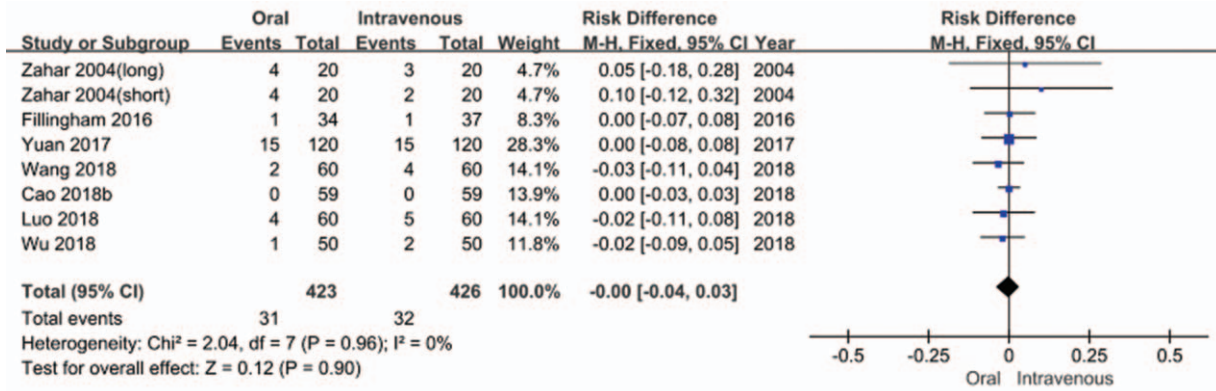 Oral Intravenous Risk Difference Risk Difference
Study or Subgroup Events Total Events Total Weight M-H, Fixed, 95% CI Year M-H, Fixed, 95% CI
Zahar 2004(long) 4 20 3 20 4.7% 0.05 [-0.18, 0.28] 2004
Zahar 2004(short) 4 20 2 20 4.7% 0.10 [-0.12, 0.32] 2004
Fillingham 2016 1 34 1 37 8.3% 0.00 [-0.07, 0.08] 2016
Yuan 2017 15 120 15 120 28.3% 0.00 [-0.08, 0.08] 2017
Wang 2018 2 60 4 60 14.1% -0.03 [-0.11, 0.04] 2018
Cao 2018b 0 59 0 59 13.9% 0.00 [-0.03, 0.03] 2018
Luo 2018 4 60 5 60 14.1% -0.02 [-0.11, 0.08] 2018
Wu 2018 1 50 2 50 11.8% -0.02 [-0.09, 0.05] 2018
Total (95% CI) 423 426 100.0% -0.00 [-0.04, 0.03]
Total events 31 32
Heterogeneity: Chi² = 2.04, df = 7 (P = 0.96); I² = 0%
Test for overall effect: Z = 0.12 (P = 0.90)
-0.5 -0.25 0 0.25 0.5
Oral Intravenous